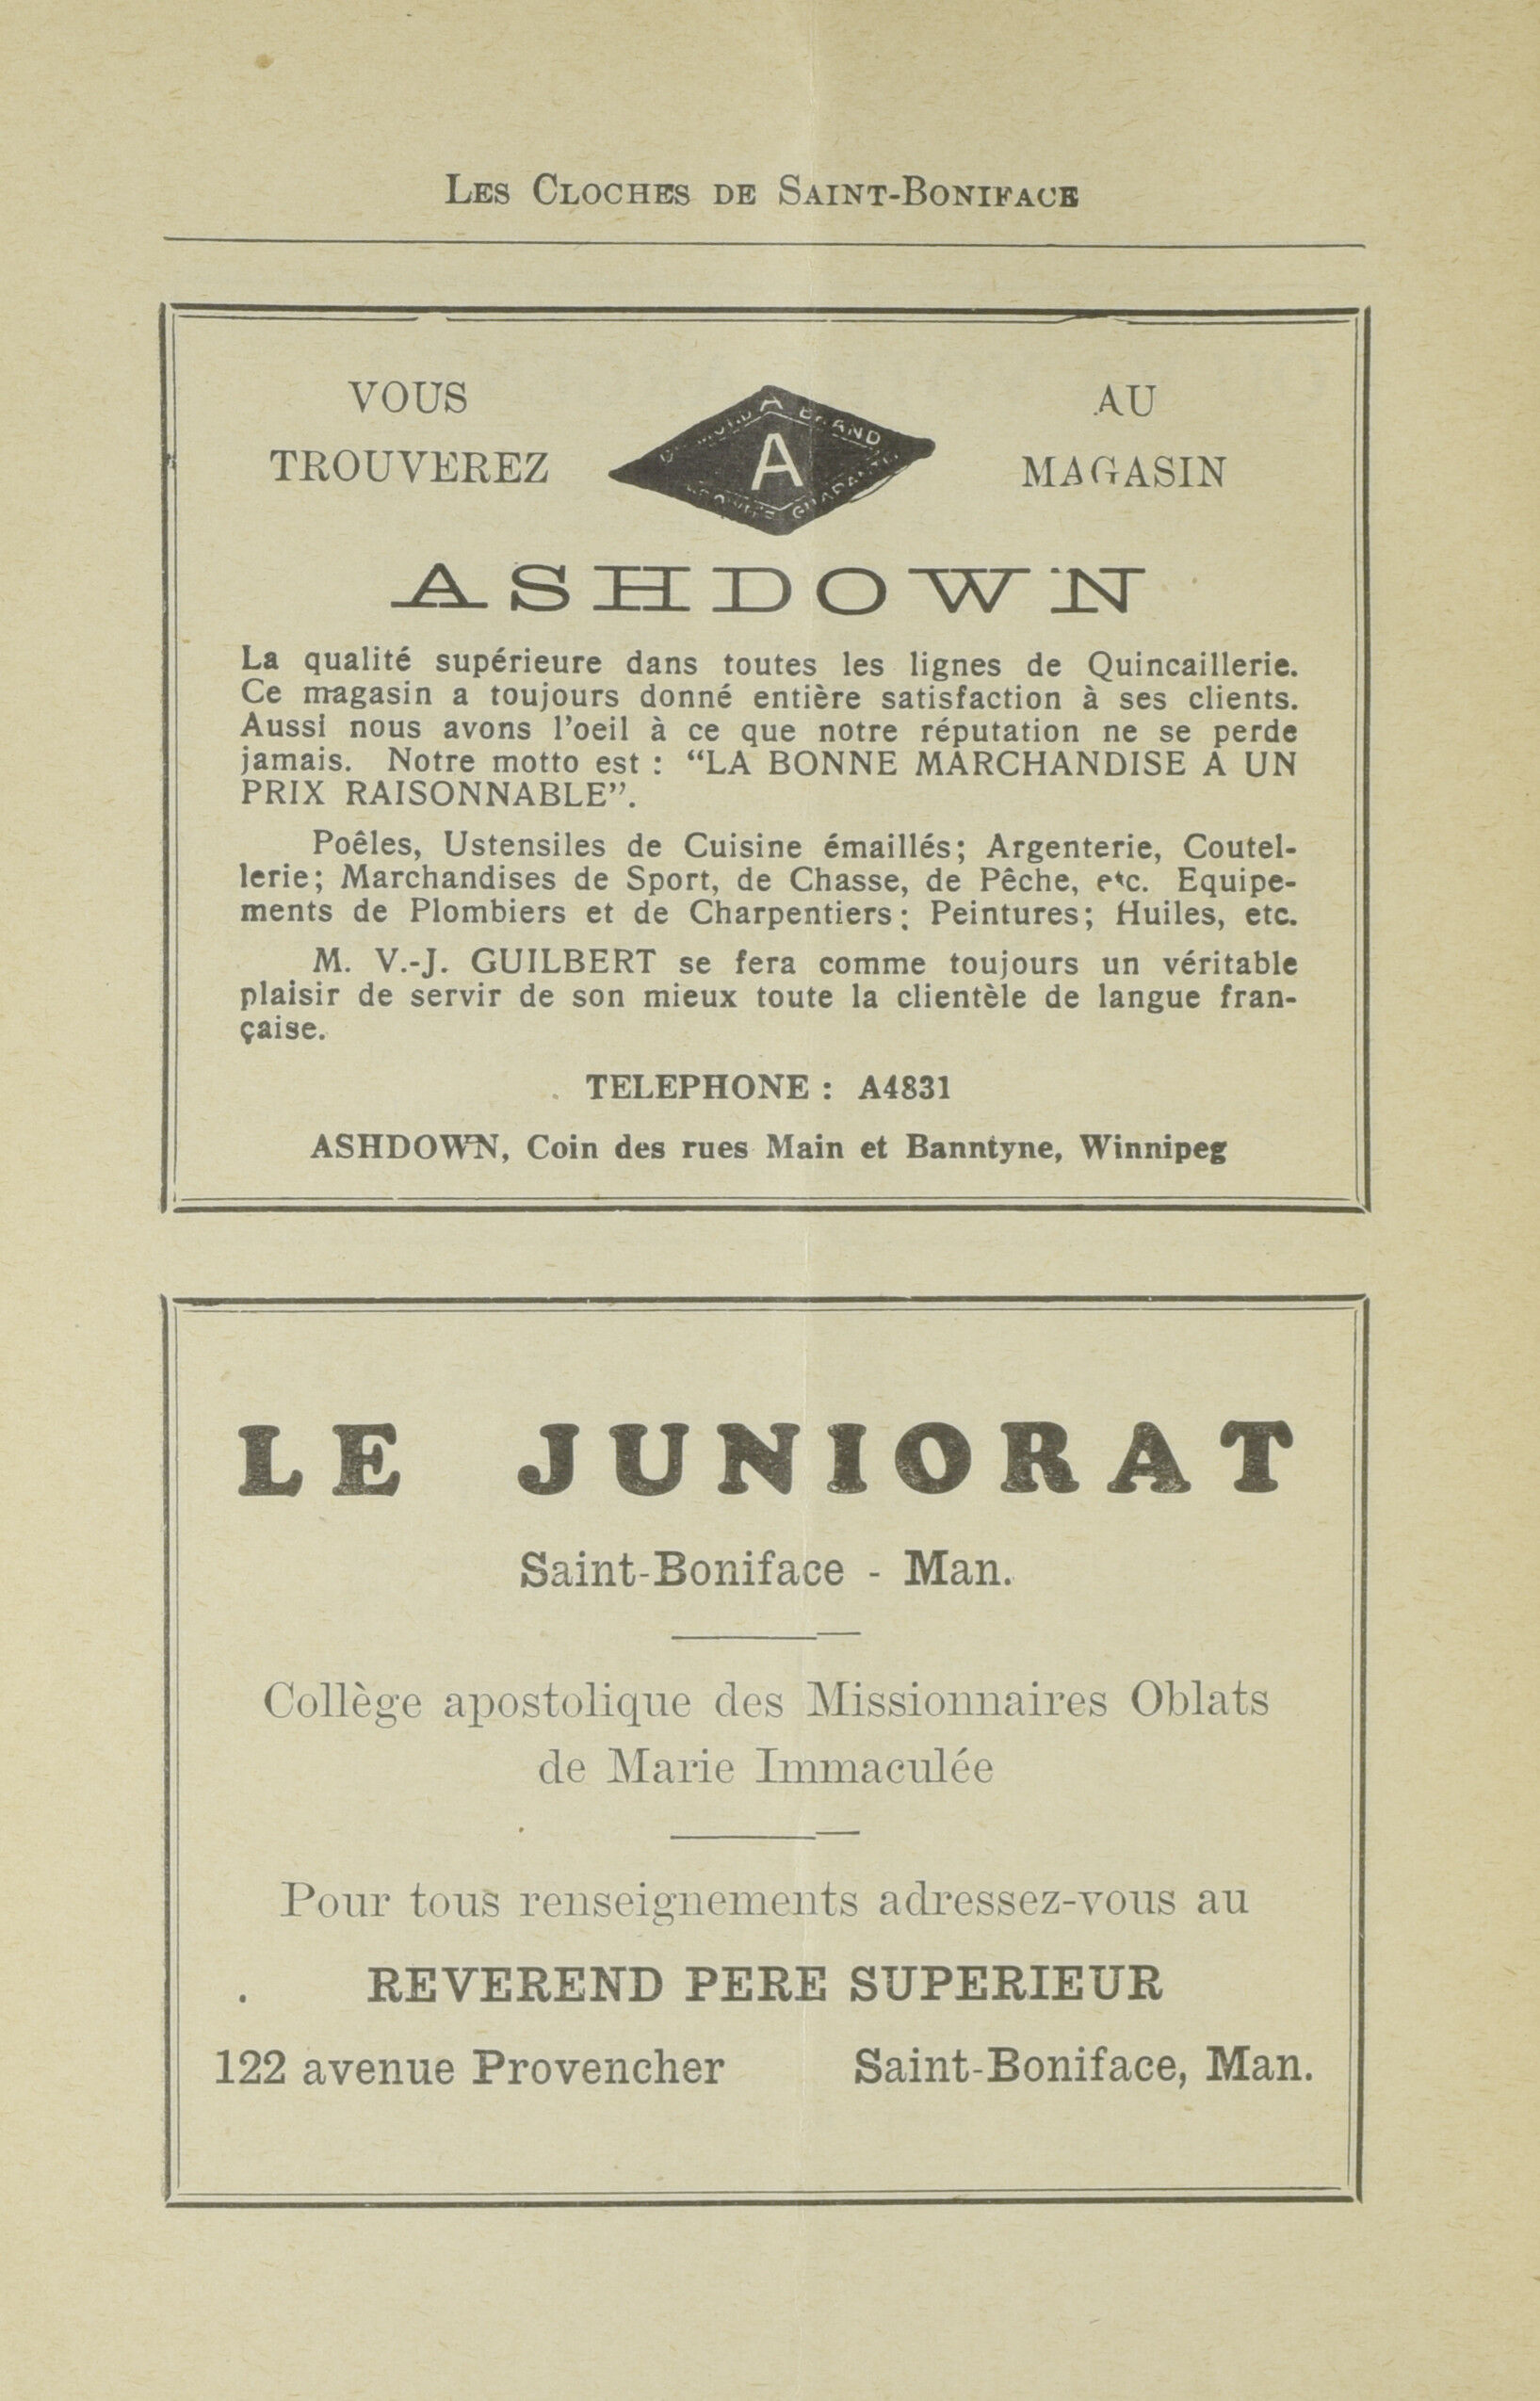 LES CLOCHES DE SAINT-BONIFACE
VOUS
TROUVEREZ
A BRAND
A
AU
MAGASIN
ASHDOWN
La qualité supérieure dans toutes les lignes de Quincaillerie.
Ce magasin a toujours donné entière satisfaction à ses clients.
Aussi nous avons l'oeil à ce que notre réputation ne se perde
jamais. Notre motto est : “LA BONNE MARCHANDISE A UN
PRIX RAISONNABLE”.
Poêles, Ustensiles de Cuisine émaillés; Argenterie, Coutel-
lerie; Marchandises de Sport, de Chasse, de Pêche, etc. Equipe-
ments de Plombiers et de Charpentiers; Peintures; Huiles, etc.
M. V.-J. GUILBERT se fera comme toujours un véritable
plaisir de servir de son mieux toute la clientèle de langue fran-
çaise.
TELEPHONE : A4831
ASHDOWN, Coin des rues Main et Banntyne, Winnipeg
LE JUNIORAT
Saint-Boniface - Man.
Collège apostolique des Missionnaires Oblats
de Marie Immaculée
Pour tous renseignements adressez-vous au
REVEREND PERE SUPERIEUR
122 avenue Provencher Saint-Boniface, Man.